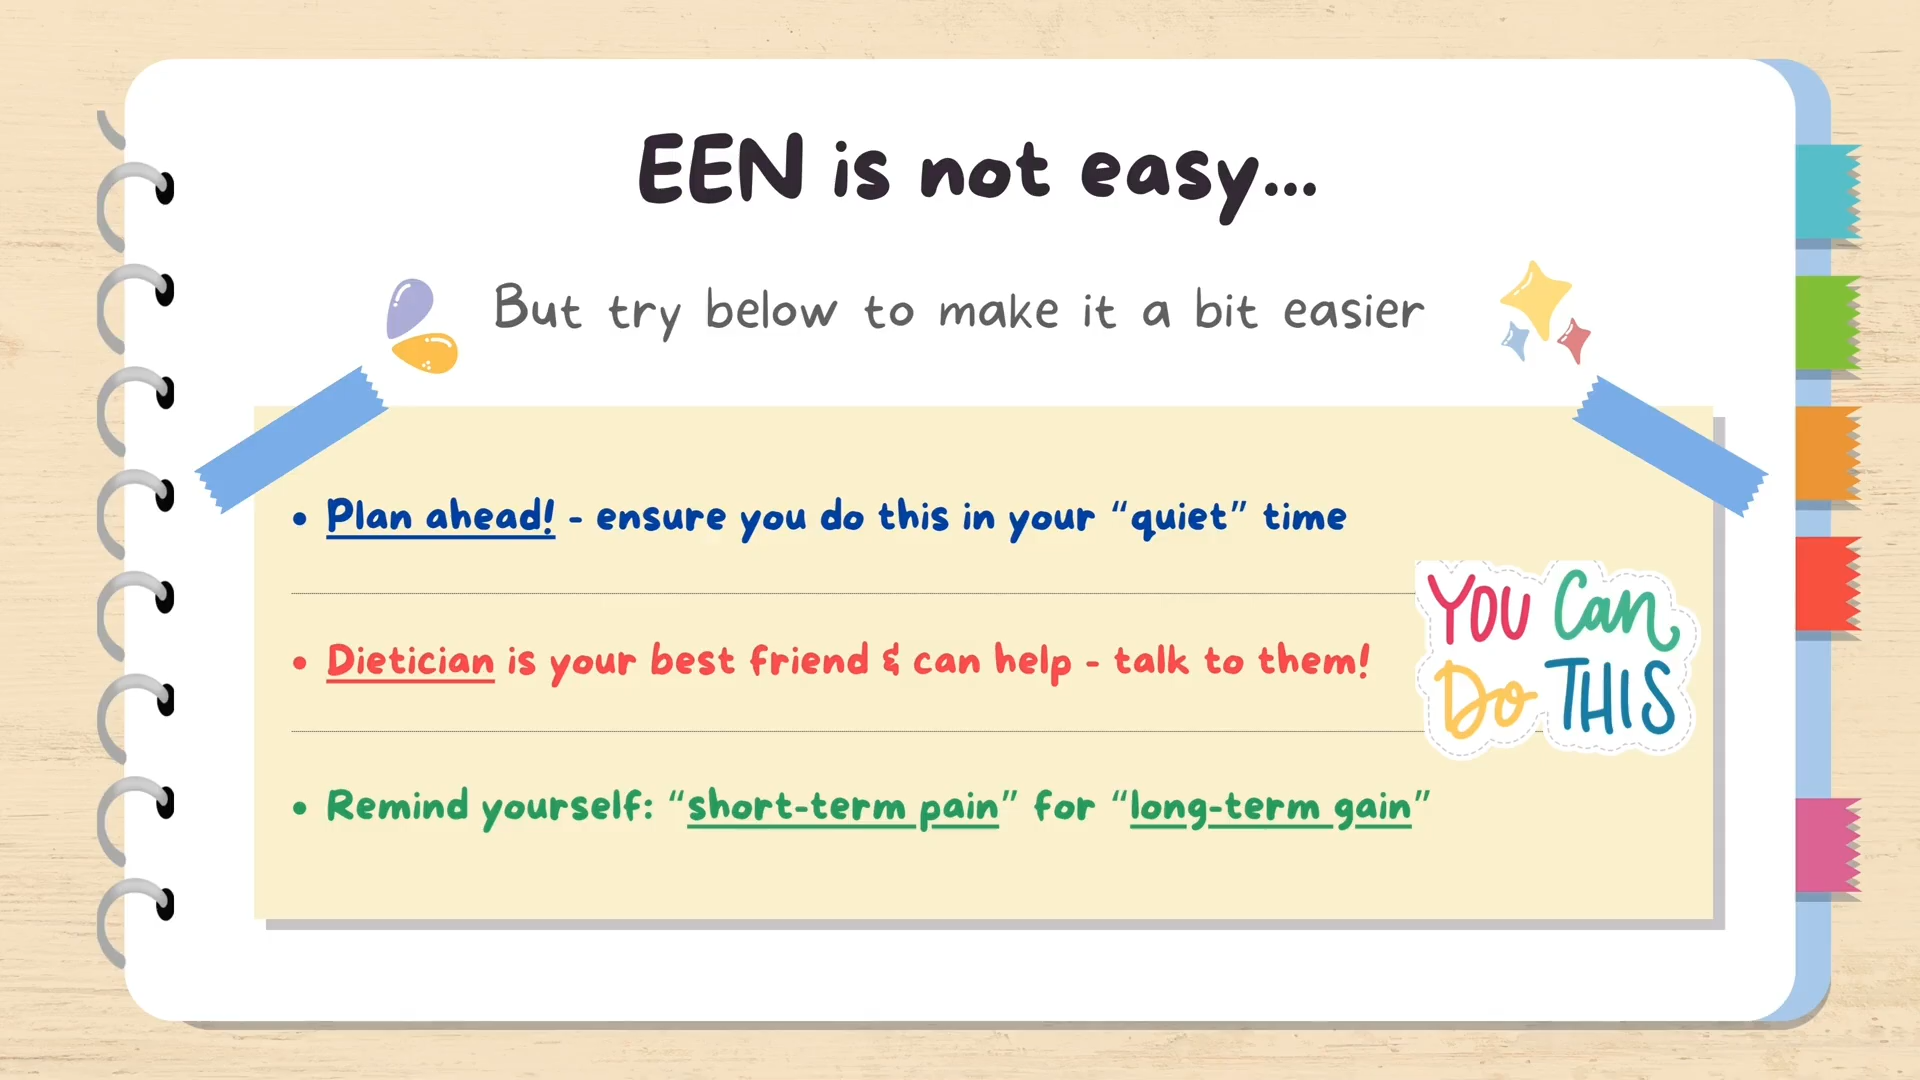 EEN is not easy...
But try below to make it a bit easier
• Plan ahead! - ensure you do this in your “quiet” time
• Dietician is your best friend & can help - talk to them!
YOU Can
Do THIS
• Remind yourself: “short-term pain” for “long-term gain”